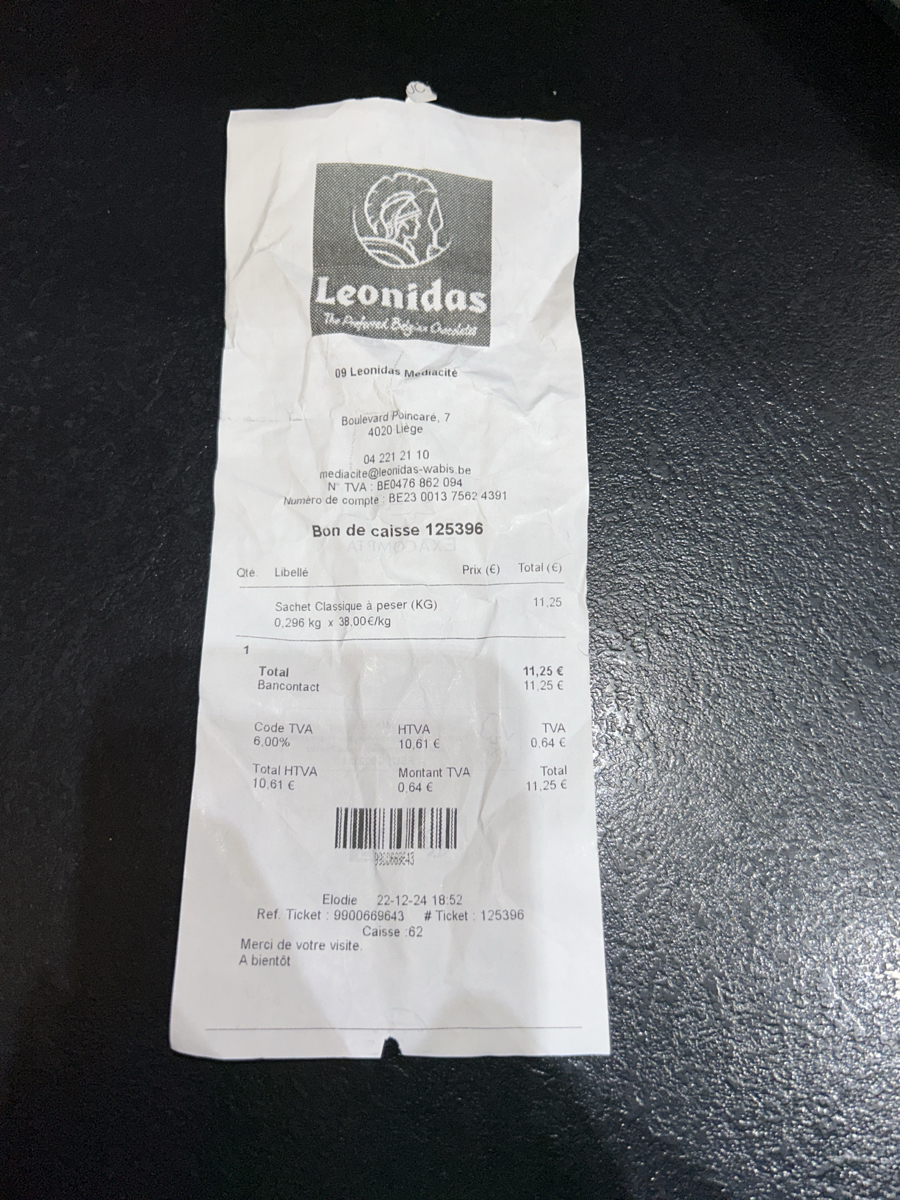 Leonidas
The Preferred Belgian Chocolates
09 Leonidas Médiacité
Boulevard Poincaré, 7
4020 Liège
04 221 21 10
mediacite@leonidas-wabis.be
N° TVA : BE0476 862 094
Numéro de compte : BE23 0013 7562 4391
Bon de caisse 125396
Qté. Libellé Prix (€) Total (€)
Sachet Classique à peser (KG) 11,25
0,296 kg x 38,00€/kg
1
Total 11,25 €
Bancontact 11,25 €
Code TVA HTVA TVA
6,00% 10,61 € 0,64 €
Total HTVA Montant TVA Total
10,61 € 0,64 € 11,25 €
9900669643
Elodie 22-12-24 18:52
Ref. Ticket : 9900669643 # Ticket : 125396
Caisse :62
Merci de votre visite.
A bientôt